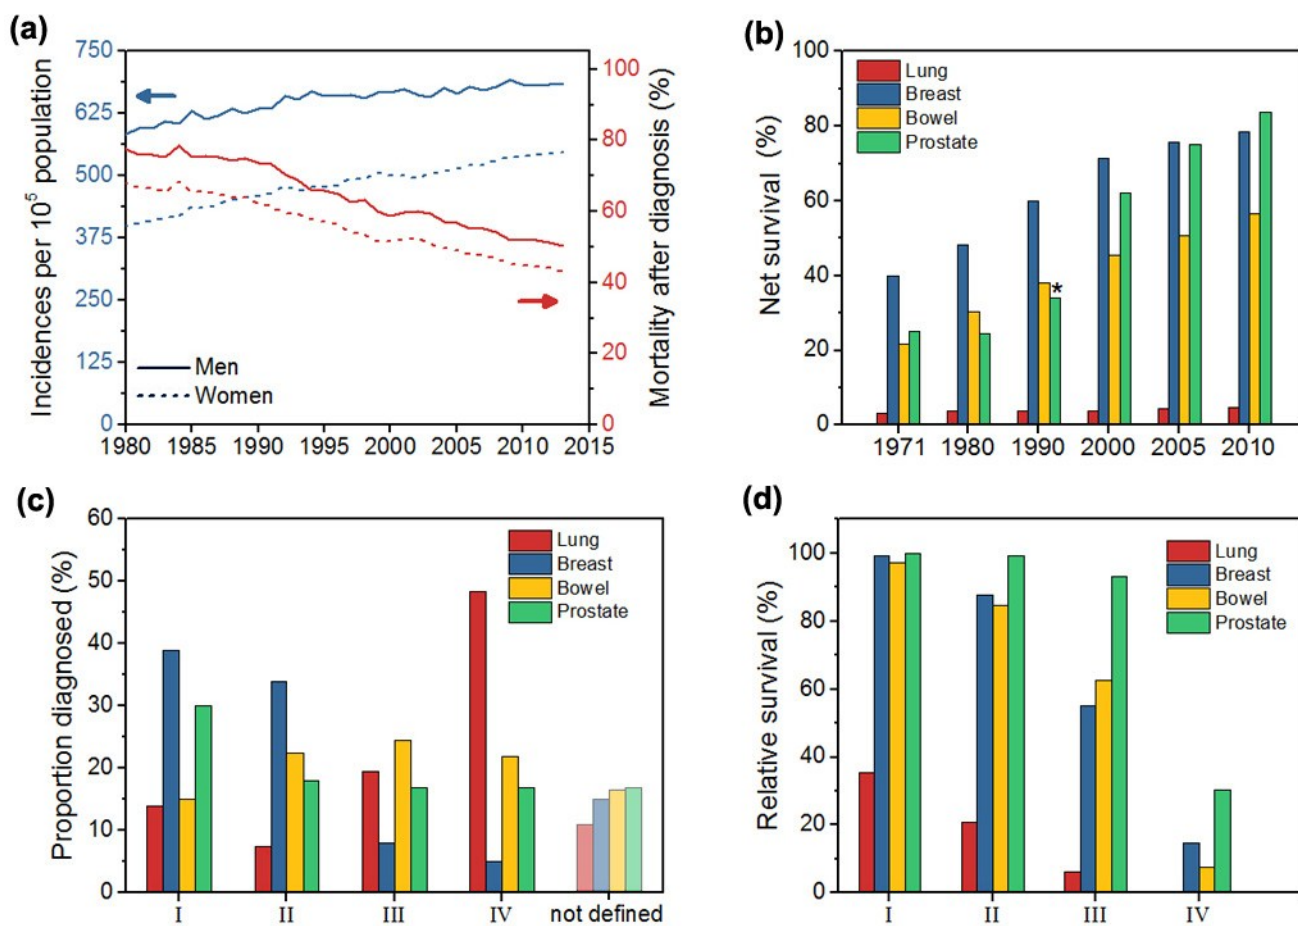 (a)
Incidences per 10⁵ population
750
625
500
375
250
125
0
Men
Women
1980 1985 1990 1995 2000 2005 2010 2015
100
80
60
40
20
0
Mortality after diagnosis (%)
(b)
Net survival (%)
100
80
60
40
20
0
Lung
Breast
Bowel
Prostate
*
1971 1980 1990 2000 2005 2010
(c)
Proportion diagnosed (%)
60
50
40
30
20
10
0
Lung
Breast
Bowel
Prostate
I II III IV not defined
(d)
Relative survival (%)
100
80
60
40
20
0
Lung
Breast
Bowel
Prostate
I II III IV